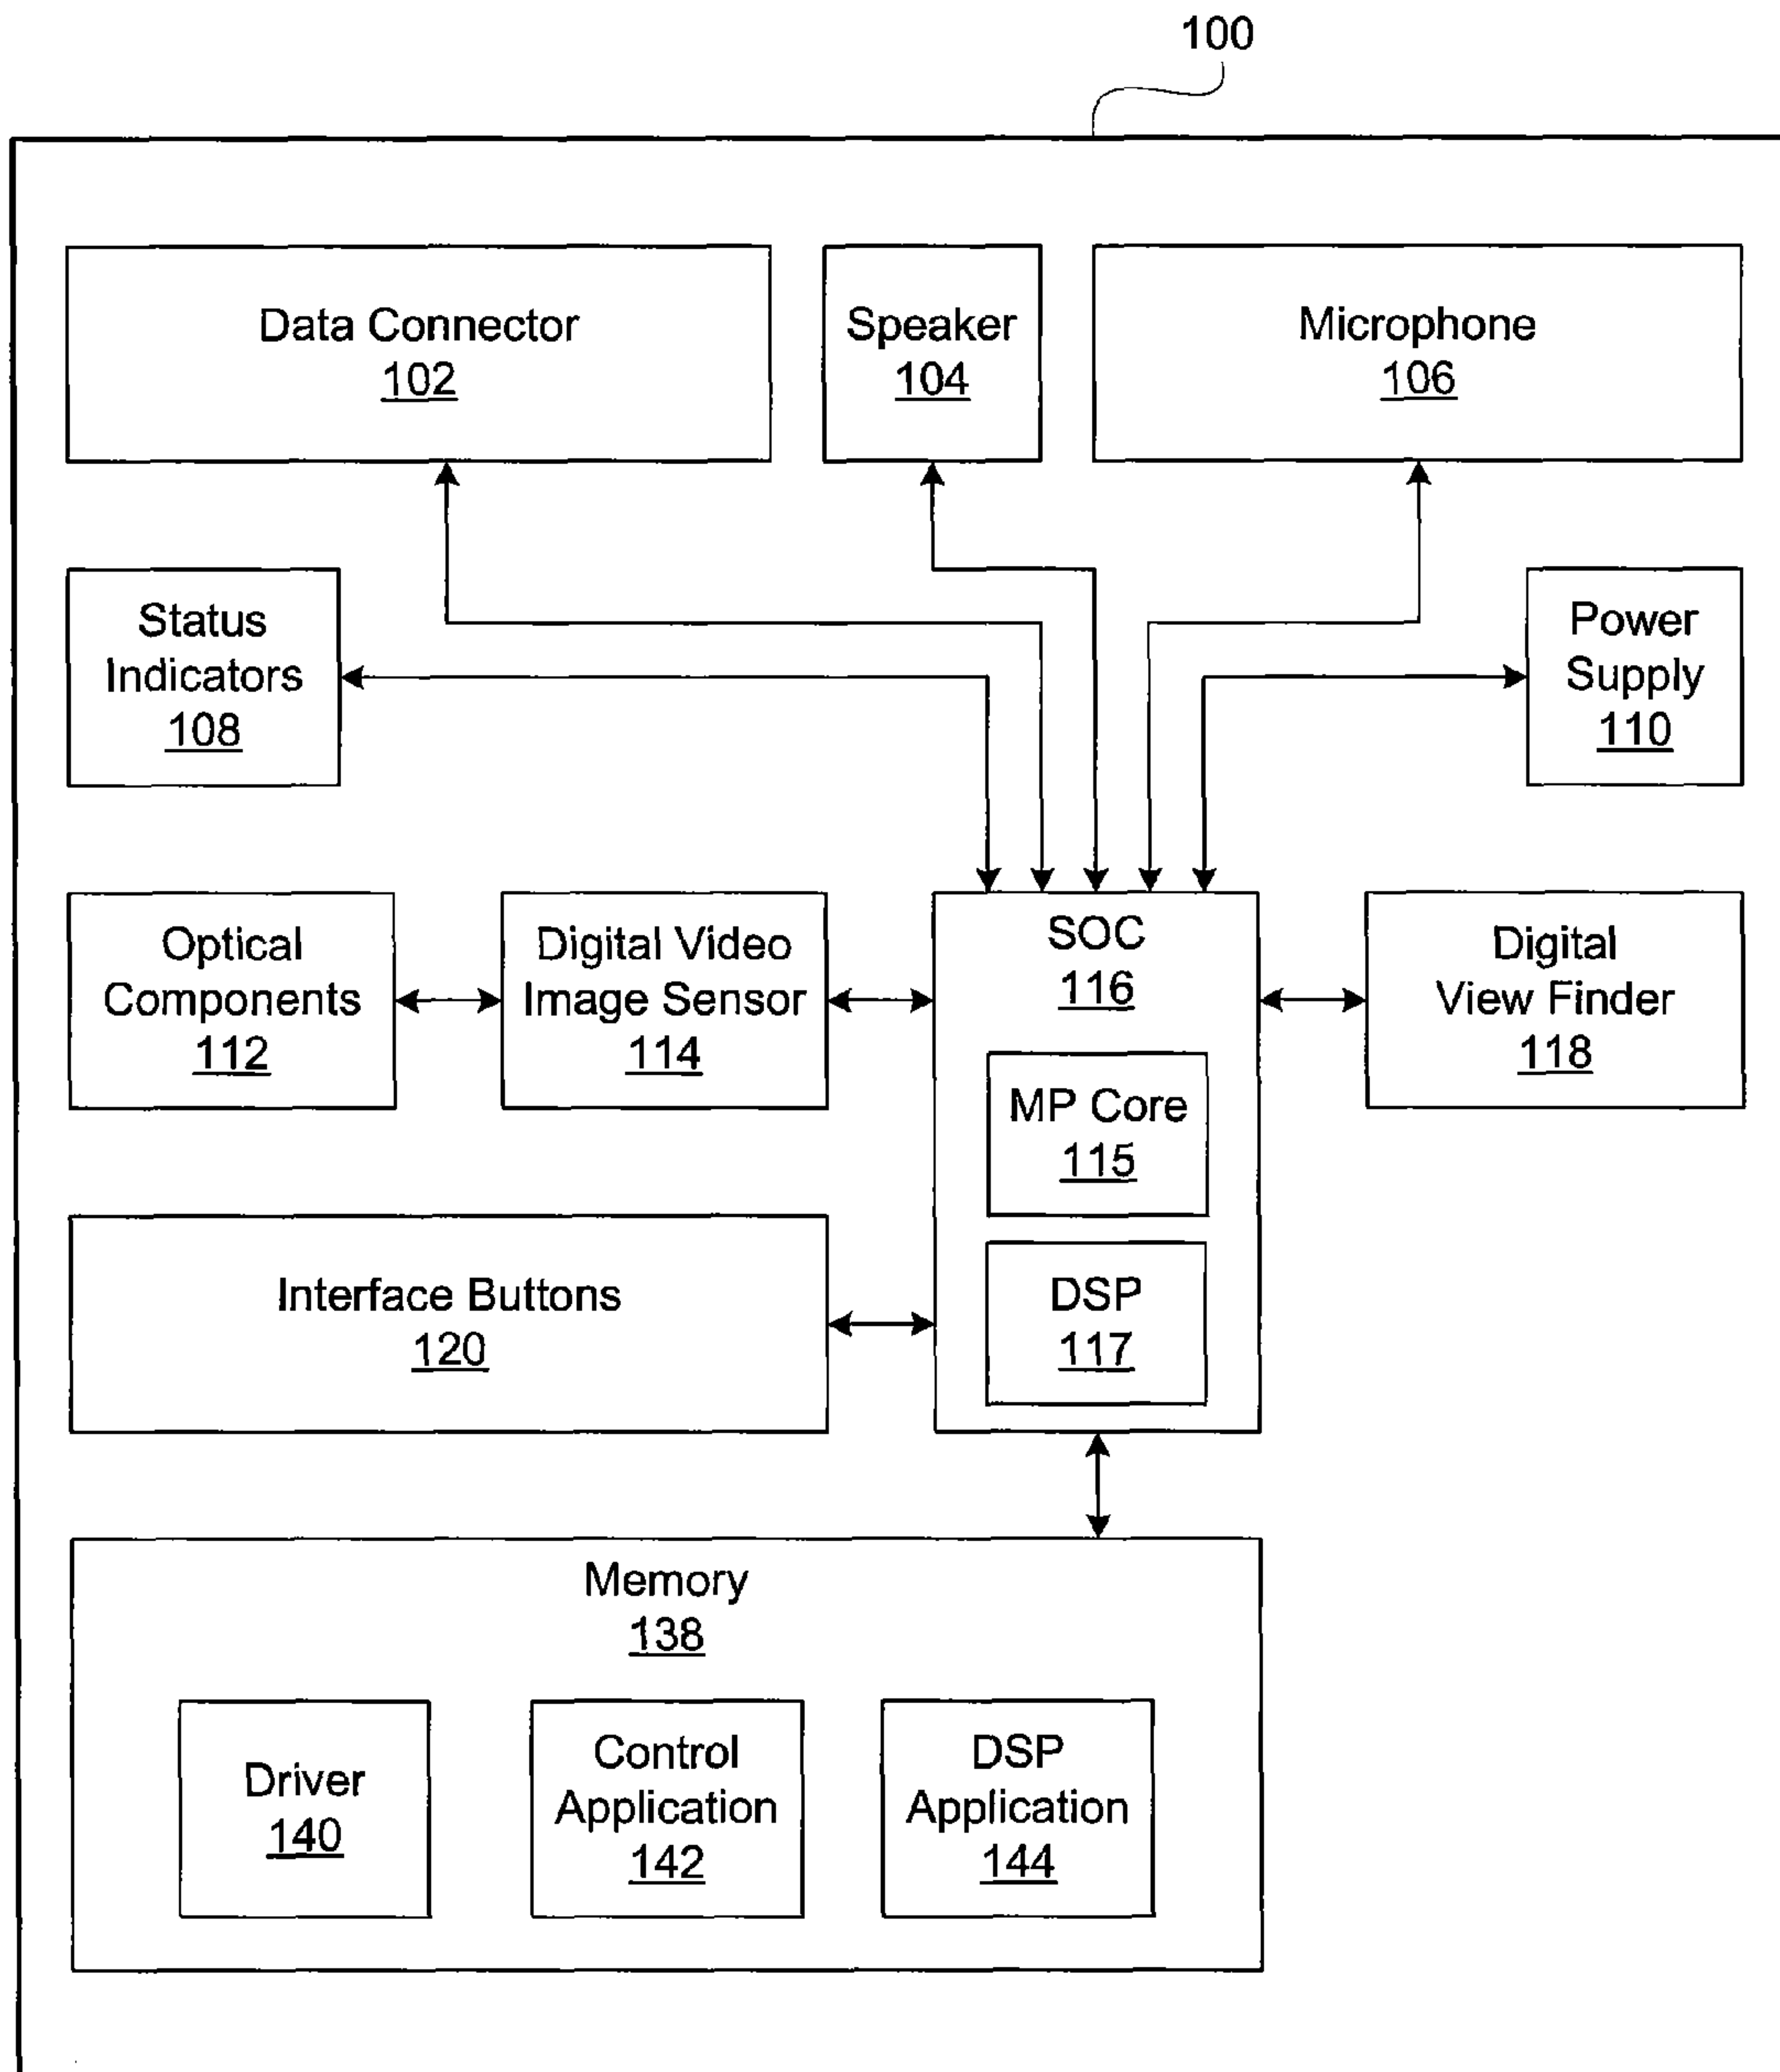 100
Data Connector
102
Speaker
104
Microphone
106
Status
Indicators
108
Power
Supply
110
Optical
Components
112
Digital Video
Image Sensor
114
SOC
116
MP Core
115
DSP
117
Digital
View Finder
118
Interface Buttons
120
Memory
138
Driver
140
Control
Application
142
DSP
Application
144